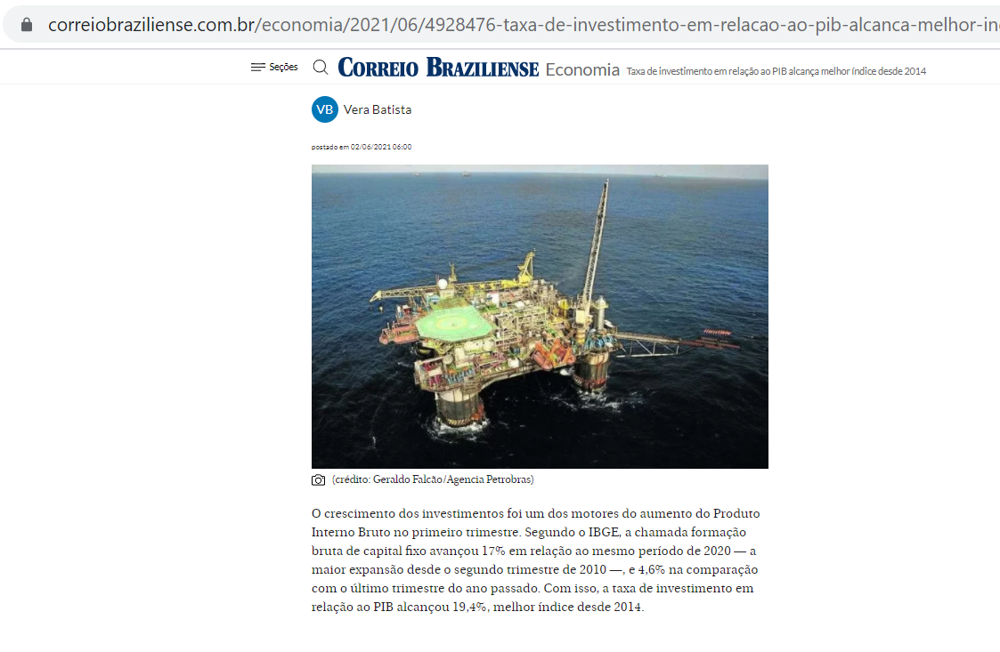 correiobraziliense.com.br/economia/2021/06/4928476-taxa-de-investimento-em-relacao-ao-pib-alcanca-melhor-in
Seções CORREIO BRAZILIENSE Economia Taxa de investimento em relação ao PIB alcança melhor índice desde 2014
VB Vera Batista
postado em 02/06/2021 06:00
(crédito: Geraldo Falcão/Agencia Petrobras)
O crescimento dos investimentos foi um dos motores do aumento do Produto
Interno Bruto no primeiro trimestre. Segundo o IBGE, a chamada formação
bruta de capital fixo avançou 17% em relação ao mesmo período de 2020 — a
maior expansão desde o segundo trimestre de 2010 —, e 4,6% na comparação
com o último trimestre do ano passado. Com isso, a taxa de investimento em
relação ao PIB alcançou 19,4%, melhor índice desde 2014.